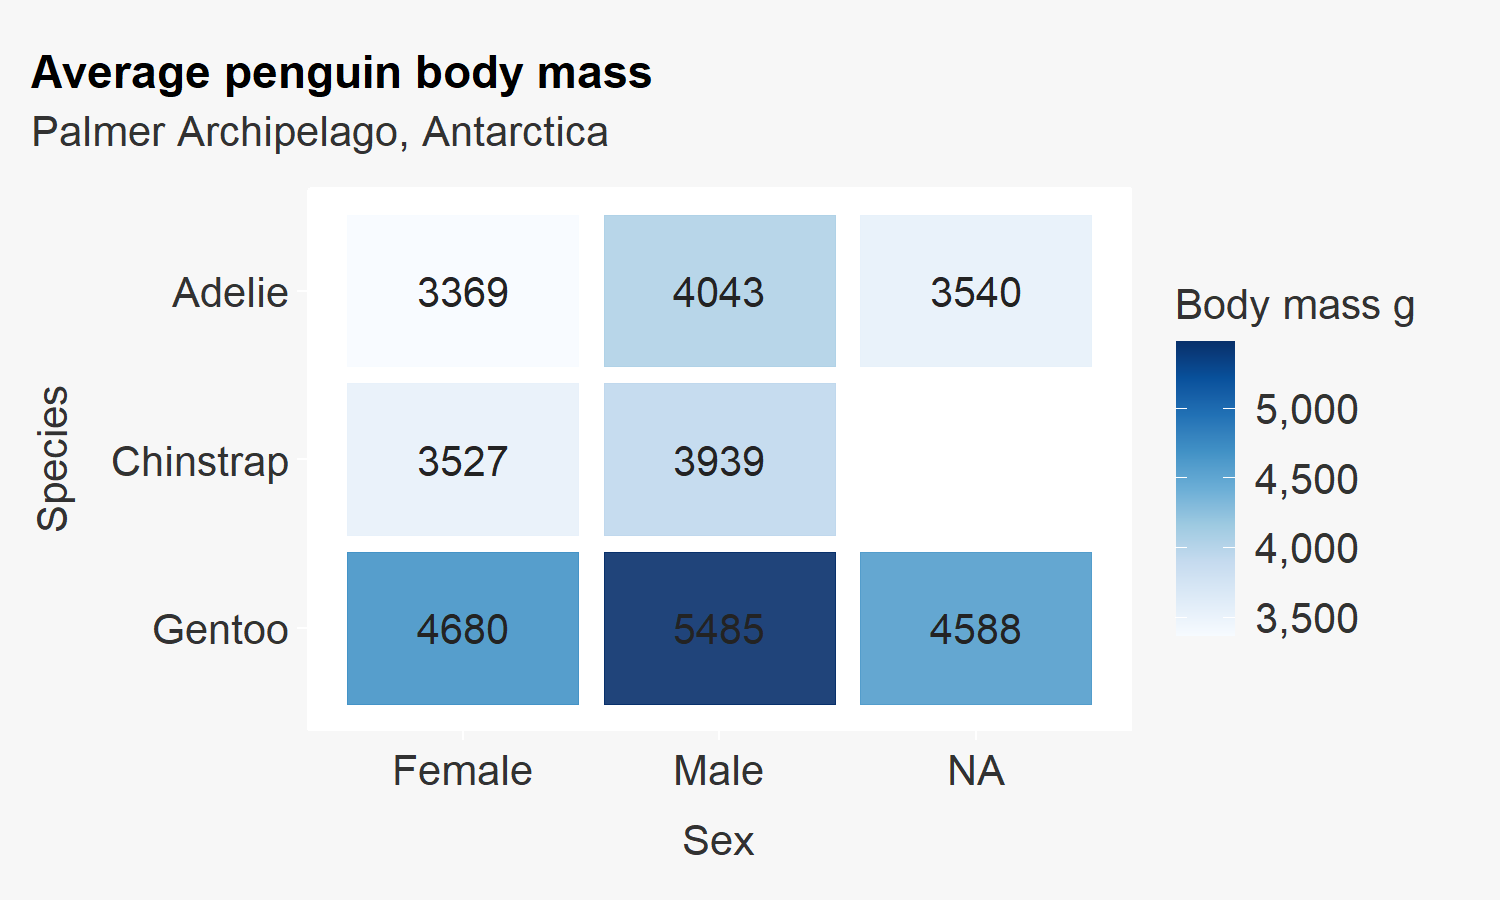 Average penguin body mass
Palmer Archipelago, Antarctica
Species
Adelie 3369 4043 3540
Chinstrap 3527 3939
Gentoo 4680 5485 4588
Female Male NA
Sex
Body mass g
5,000
4,500
4,000
3,500